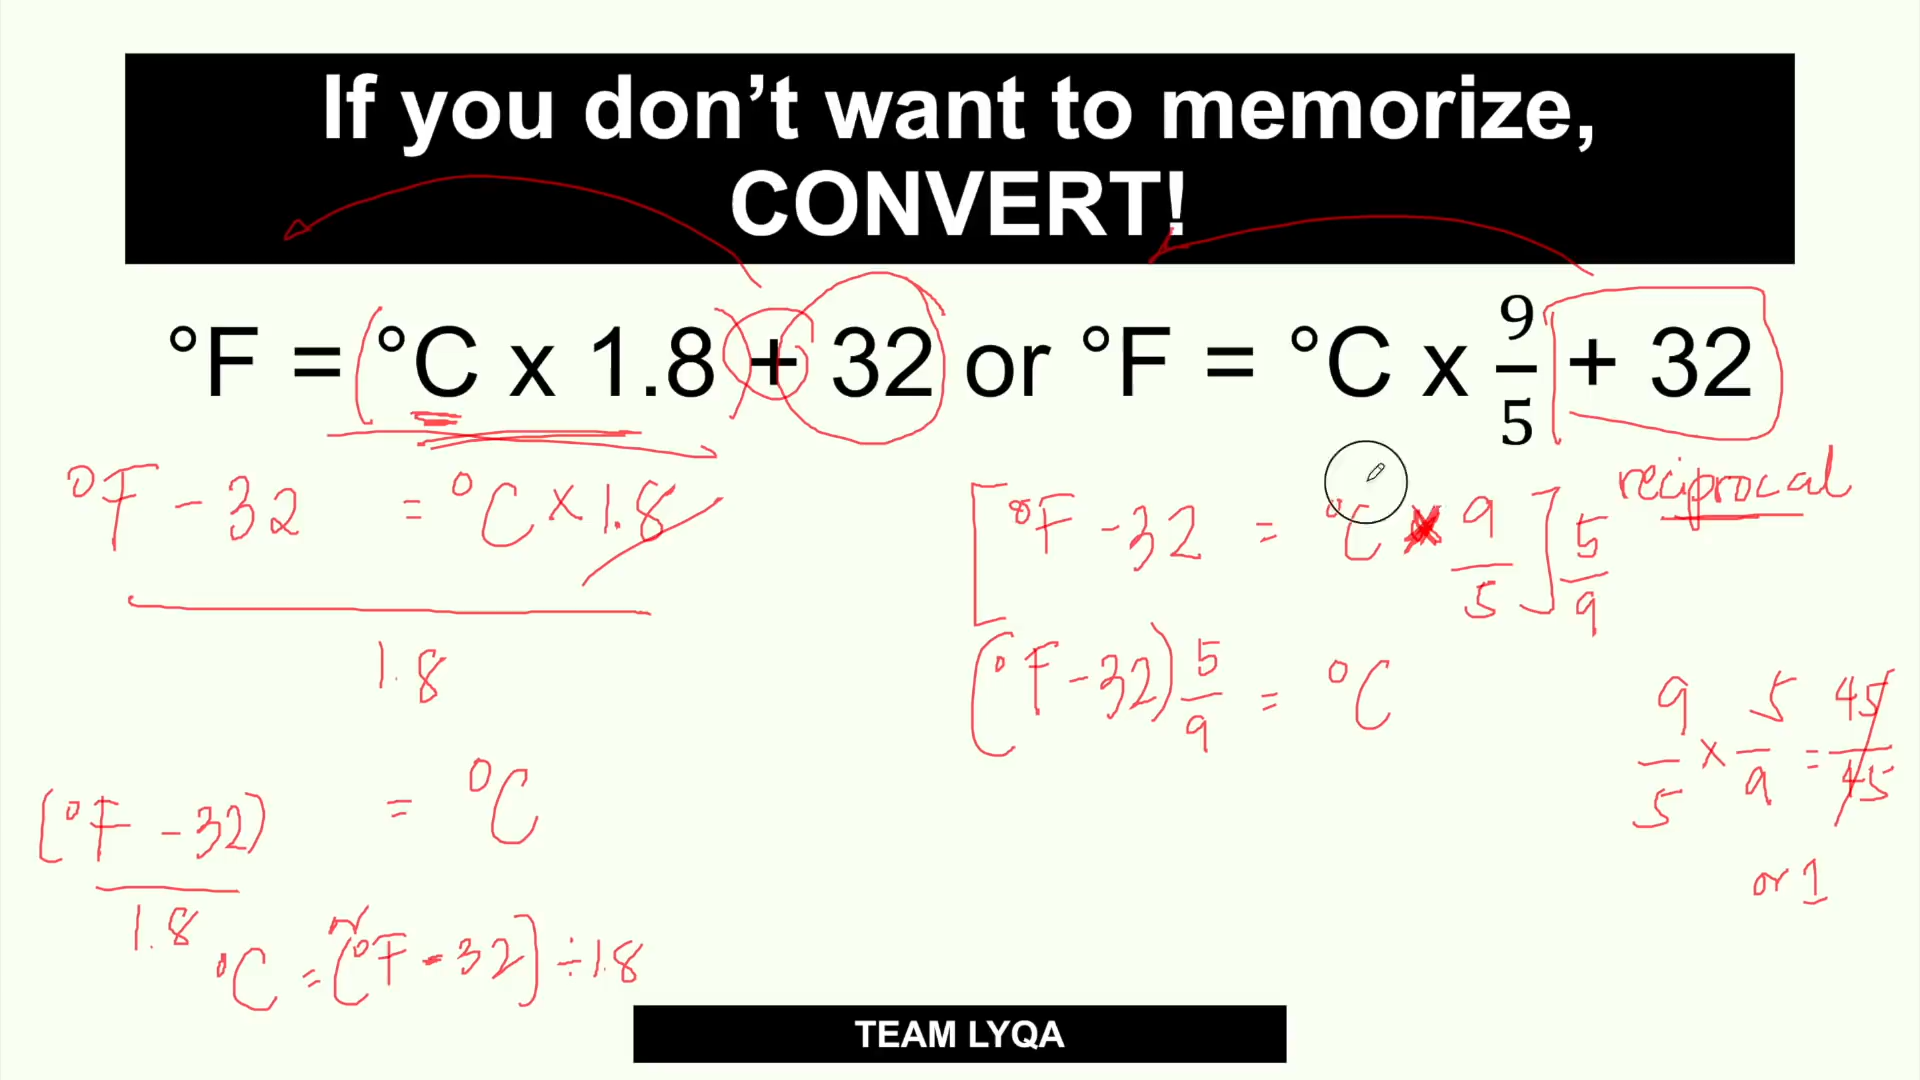 If you don't want to memorize,
CONVERT!
°F = °C x 1.8 + 32 or °F = °C x 9/5 + 32
°F - 32 = °C x 1.8
1.8
(°F - 32) = °C
1.8
or
°C = (°F - 32) ÷ 1.8
reciprocal
[°F - 32 = °C x 9/5] 5/9
(°F - 32) 5/9 = °C
9/5 x 5/9 = 45/45
or 1
TEAM LYQA